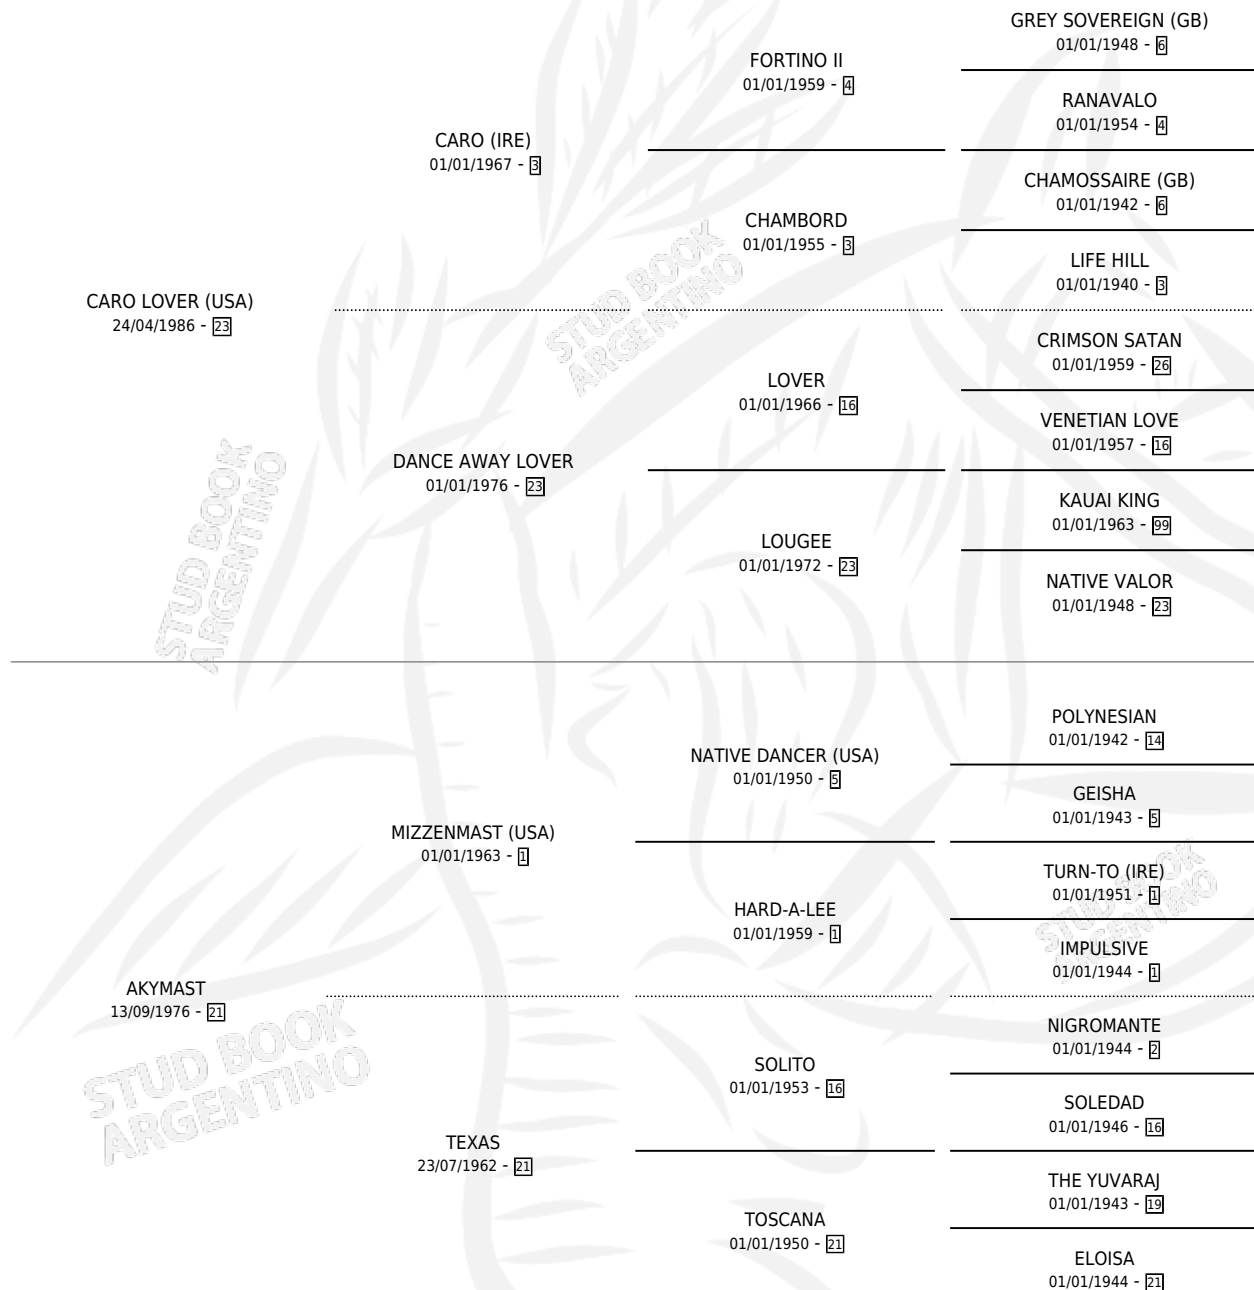 GREY SOVEREIGN (GB)
01/01/1948 - 6
FORTINO II
01/01/1959 - 4
RANAVALO
01/01/1954 - 4
CARO (IRE)
01/01/1967 - 3
CHAMOSSAIRE (GB)
01/01/1942 - 6
CHAMBORD
01/01/1955 - 3
LIFE HILL
01/01/1940 - 3
CARO LOVER (USA)
24/04/1986 - 23
CRIMSON SATAN
01/01/1959 - 26
LOVER
01/01/1966 - 16
VENETIAN LOVE
01/01/1957 - 16
DANCE AWAY LOVER
01/01/1976 - 23
KAUAI KING
01/01/1963 - 99
LOUGEE
01/01/1972 - 23
NATIVE VALOR
01/01/1948 - 23
POLYNESIAN
01/01/1942 - 14
NATIVE DANCER (USA)
01/01/1950 - 5
GEISHA
01/01/1943 - 5
MIZZENMAST (USA)
01/01/1963 - 1
TURN-TO (IRE)
01/01/1951 - 1
HARD-A-LEE
01/01/1959 - 1
IMPULSIVE
01/01/1944 - 1
AKYMAST
13/09/1976 - 21
NIGROMANTE
01/01/1944 - 2
SOLITO
01/01/1953 - 16
SOLEDAD
01/01/1946 - 16
TEXAS
23/07/1962 - 21
THE YUVARAJ
01/01/1943 - 19
TOSCANA
01/01/1950 - 21
ELOISA
01/01/1944 - 21
STUD BOOK
ARGENTINO
STUD BOOK
ARGENTINO
STUD BOOK
ARGENTINO
STUD BOOK
ARGENTINO